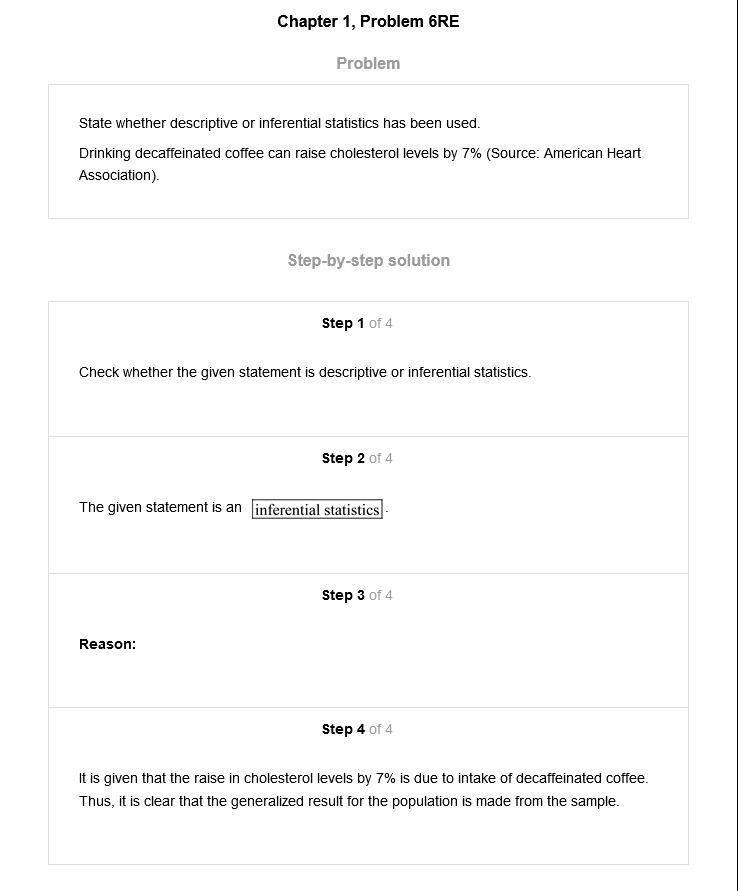 Chapter 1, Problem 6RE
Problem
State whether descriptive or inferential statistics has been used.
Drinking decaffeinated coffee can raise cholesterol levels by 7% (Source: American Heart
Association).
Step-by-step solution
Step 1 of 4
Check whether the given statement is descriptive or inferential statistics.
Step 2 of 4
The given statement is an inferential statistics.
Step 3 of 4
Reason:
Step 4 of 4
It is given that the raise in cholesterol levels by 7% is due to intake of decaffeinated coffee.
Thus, it is clear that the generalized result for the population is made from the sample.